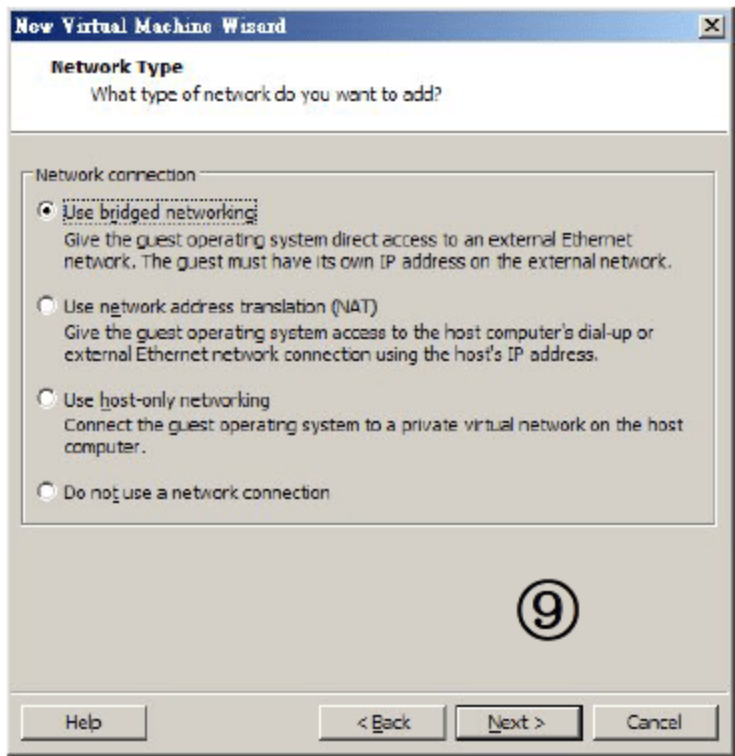 New Virtual Machine Wizard
Network Type
What type of network do you want to add?
Network connection
Use bridged networking
Give the guest operating system direct access to an external Ethernet
network. The guest must have its own IP address on the external network.
Use network address translation (NAT)
Give the guest operating system access to the host computer's dial-up or
external Ethernet network connection using the host's IP address.
Use host-only networking
Connect the guest operating system to a private virtual network on the host
computer.
Do not use a network connection
⑨
Help
< Back
Next >
Cancel